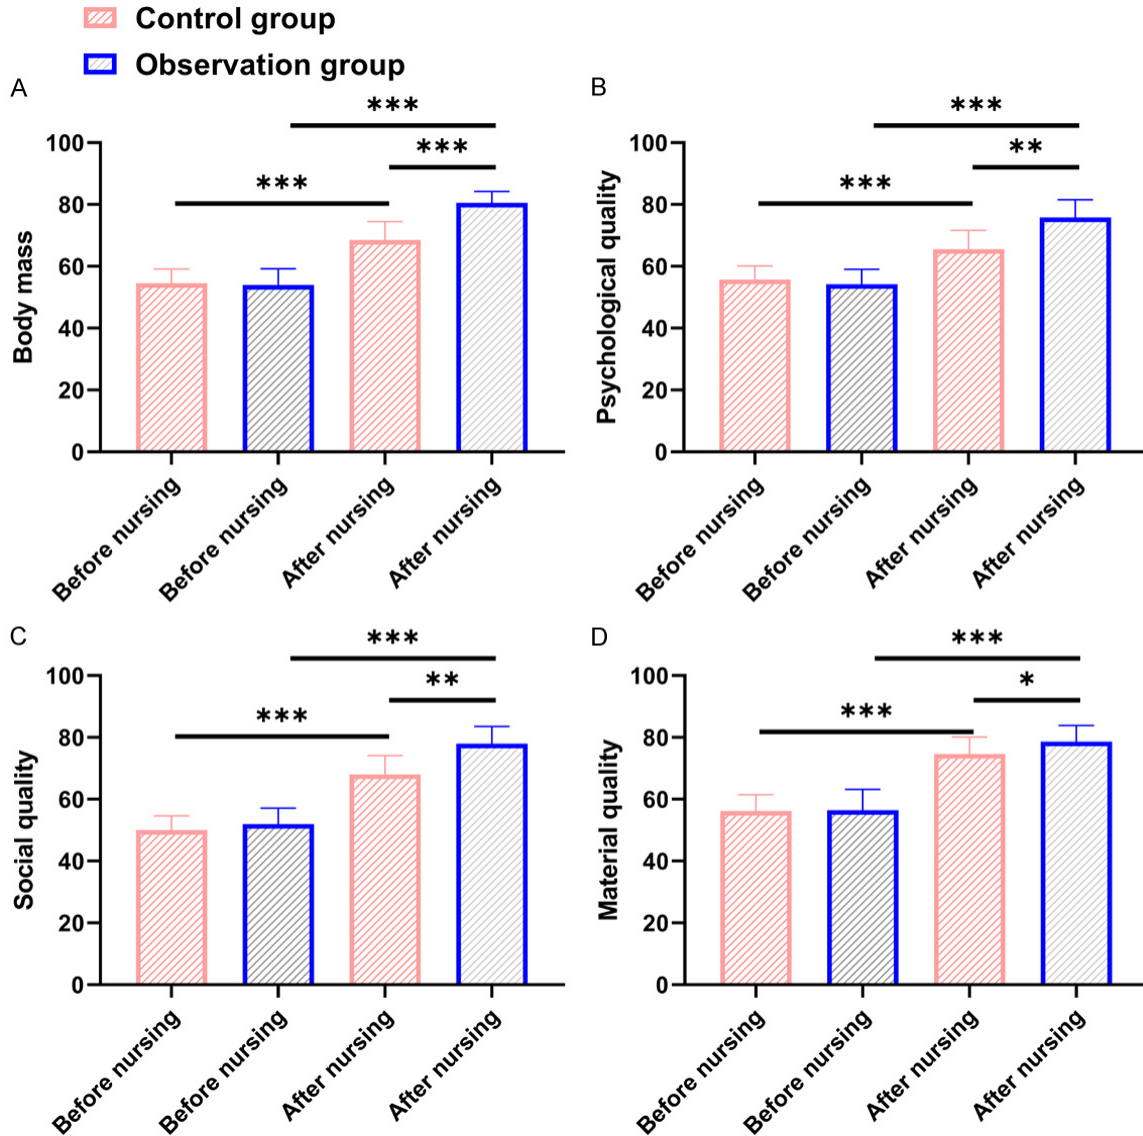 Control group
Observation group
A
***
***
***
100
80
60
40
20
0
Body mass
Before nursing
Before nursing
After nursing
After nursing
B
***
**
***
100
80
60
40
20
0
Psychological quality
Before nursing
Before nursing
After nursing
After nursing
C
***
**
***
100
80
60
40
20
0
Social quality
Before nursing
Before nursing
After nursing
After nursing
D
***
*
***
100
80
60
40
20
0
Material quality
Before nursing
Before nursing
After nursing
After nursing